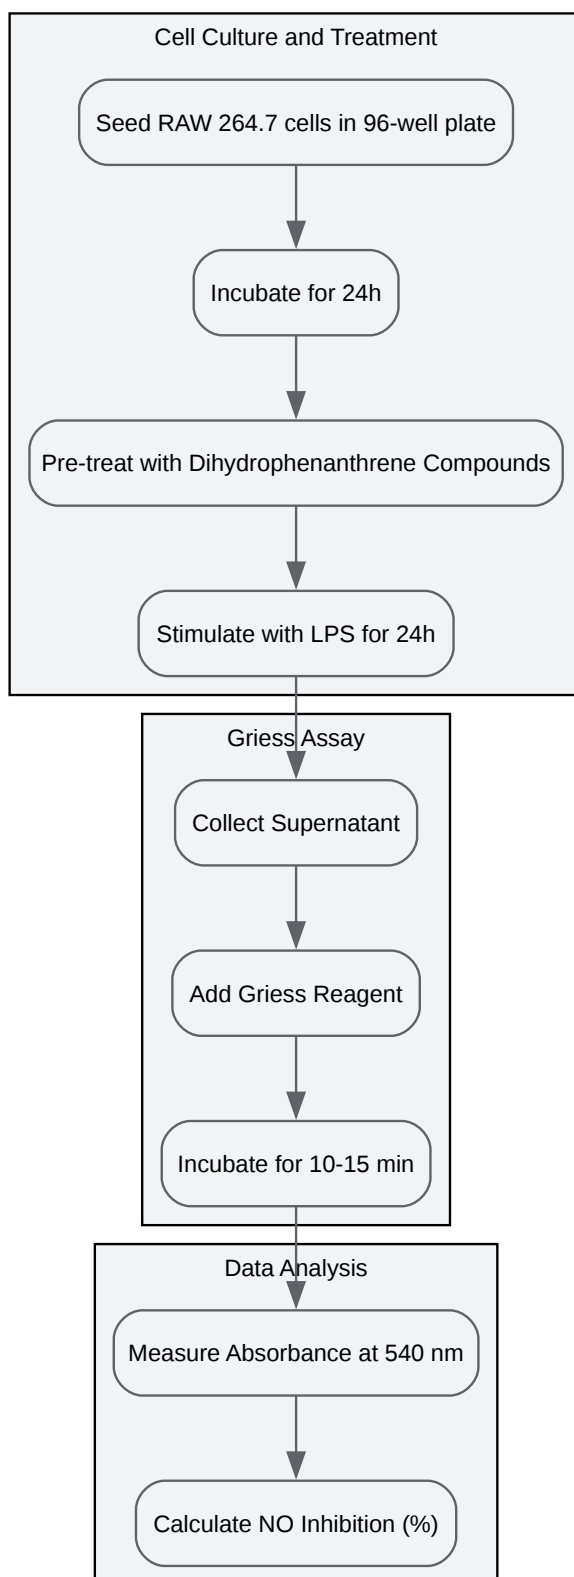 Cell Culture and Treatment
Seed RAW 264.7 cells in 96-well plate
Incubate for 24h
Pre-treat with Dihydrophenanthrene Compounds
Stimulate with LPS for 24h
Griess Assay
Collect Supernatant
Add Griess Reagent
Incubate for 10-15 min
Data Analysis
Measure Absorbance at 540 nm
Calculate NO Inhibition (%)